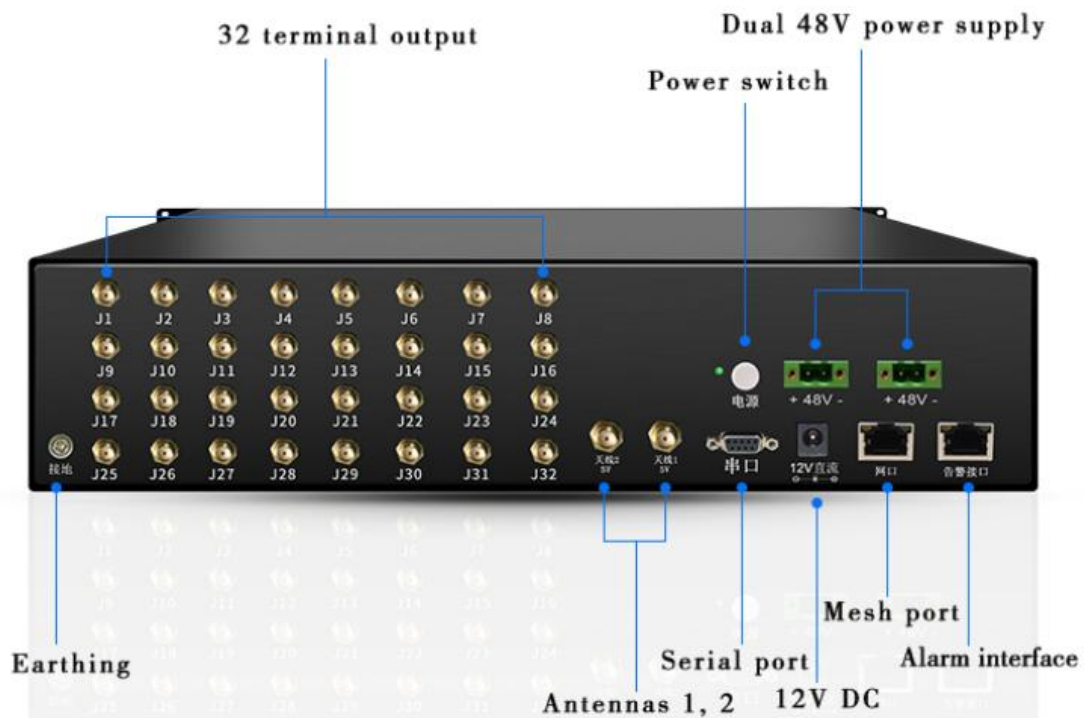 32 terminal output
Dual 48V power supply
Power switch
J1 J2 J3 J4 J5 J6 J7 J8
J9 J10 J11 J12 J13 J14 J15 J16
J17 J18 J19 J20 J21 J22 J23 J24
J25 J26 J27 J28 J29 J30 J31 J32
接地
天线2
5V
天线1
5V
电源
+ 48V -
+ 48V -
串口
12V直流
网口
告警接口
Earthing
Antennas 1, 2
Serial port
12V DC
Mesh port
Alarm interface